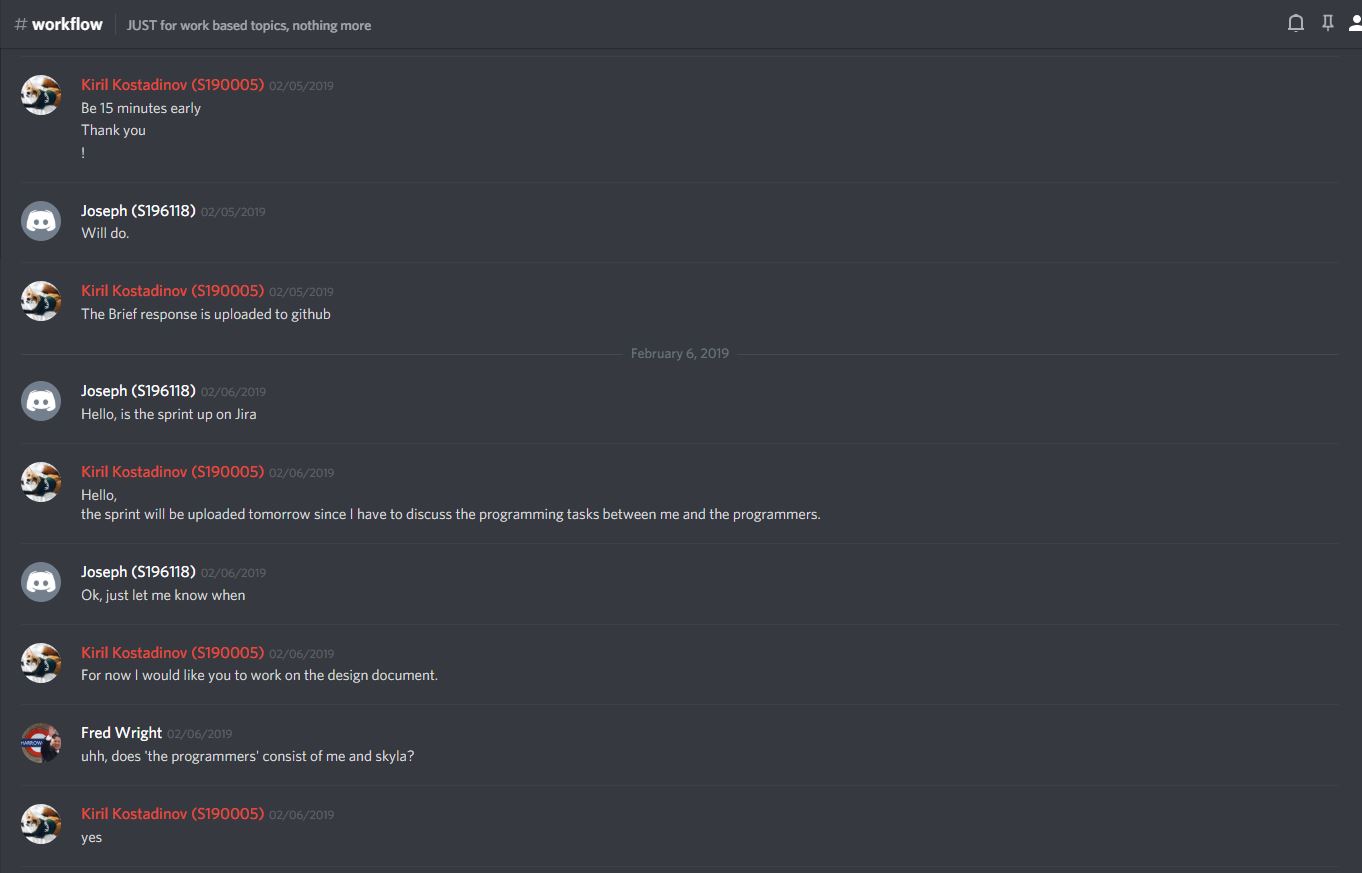 # workflow JUST for work based topics, nothing more
Kiril Kostadinov (S190005) 02/05/2019
Be 15 minutes early
Thank you
!
Joseph (S196118) 02/05/2019
Will do.
Kiril Kostadinov (S190005) 02/05/2019
The Brief response is uploaded to github
February 6, 2019
Joseph (S196118) 02/06/2019
Hello, is the sprint up on Jira
Kiril Kostadinov (S190005) 02/06/2019
Hello,
the sprint will be uploaded tomorrow since I have to discuss the programming tasks between me and the programmers.
Joseph (S196118) 02/06/2019
Ok, just let me know when
Kiril Kostadinov (S190005) 02/06/2019
For now I would like you to work on the design document.
HARROW
Fred Wright 02/06/2019
uhh, does 'the programmers' consist of me and skyla?
Kiril Kostadinov (S190005) 02/06/2019
yes